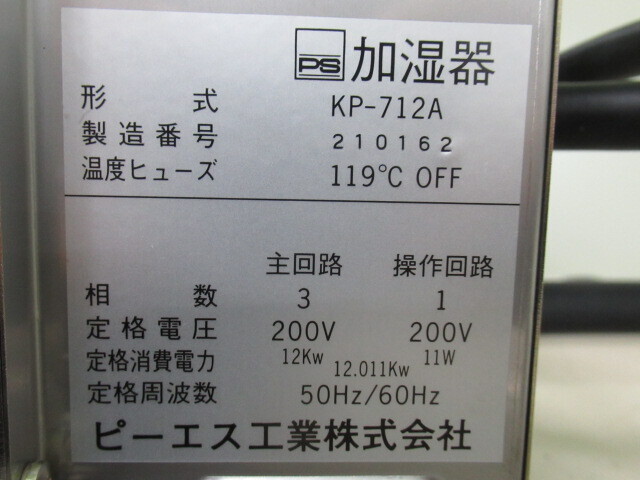 PS 加湿器
形式 KP-712A
製造番号 210162
温度ヒューズ 119℃ OFF
主回路 操作回路
相数 3 1
定格電圧 200V 200V
定格消費電力 12Kw 12.011Kw 11W
定格周波数 50Hz/60Hz
ピーエス工業株式会社